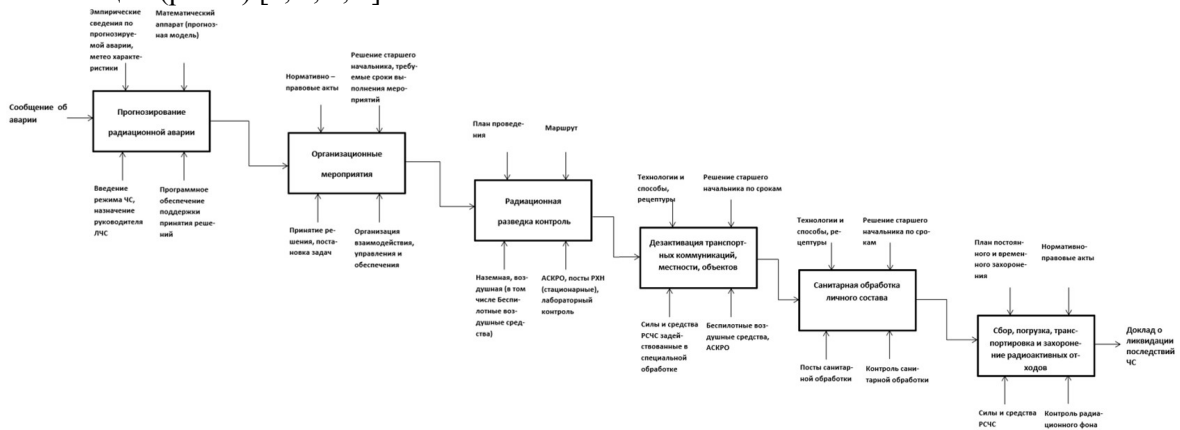 Эмпирические
сведения по
прогнозируе-
мой аварии,
метео характе-
ристики
Математический
аппарат (прогноз-
ная модель)
Сообщение об
аварии
Прогнозирование
радиационной аварии
Введение
режима ЧС,
назначение
руководителя
ЛЧС
Программное
обеспечение
поддержки
принятия реше-
ний
Нормативно –
правовые акты
Решение старшего
начальника, требу-
емые сроки вы-
полнения меро-
приятий
Организационные
мероприятия
Принятие ре-
шения, поста-
новка задач
Организация
взаимодействия,
управления и
обеспечения
План проведе-
ния
Маршрут
Радиационная
разведка контроль
Наземная, воз-
душная (в том
числе Беспи-
лотные воз-
душные сред-
ства)
АСКРО, посты РХН
(стационарные),
лабораторный
контроль
Технологии и
способы,
рецептуры
Решение старшего
начальника по срокам
Дезактивация транспорт-
ных коммуникаций,
местности, объектов
Силы и средства
РСЧС задей-
ствованные в
специальной
обработке
Беспилотные воз-
душные средства,
АСКРО
Технологии и
способы, ре-
цептуры
Решение старшего
начальника по сро-
кам
Санитарная обработка
личного состава
Посты санитар-
ной обработки
Контроль сани-
тарной обработки
План постоян-
ного и времен-
ного захороне-
ния
Нормативно-
правовые акты
Сбор, погрузка, транс-
портировка и захороне-
ние радиоактивных от-
ходов
Доклад о
ликвидации
последствий
ЧС
Силы и средства
РСЧС
Контроль радиа-
ционного фона